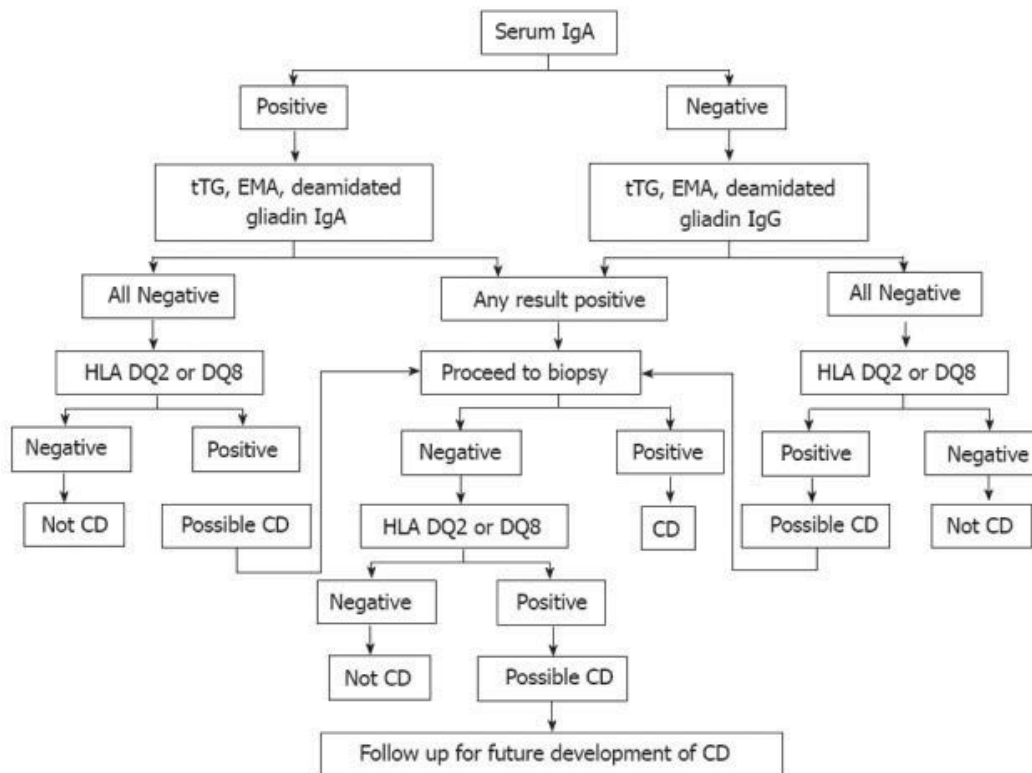 Serum IgA
Positive
Negative
tTG, EMA, deamidated
gliadin IgA
tTG, EMA, deamidated
gliadin IgG
All Negative
Any result positive
All Negative
HLA DQ2 or DQ8
Proceed to biopsy
HLA DQ2 or DQ8
Negative
Positive
Negative
Positive
Positive
Negative
Not CD
Possible CD
HLA DQ2 or DQ8
CD
Possible CD
Not CD
Negative
Positive
Not CD
Possible CD
Follow up for future development of CD